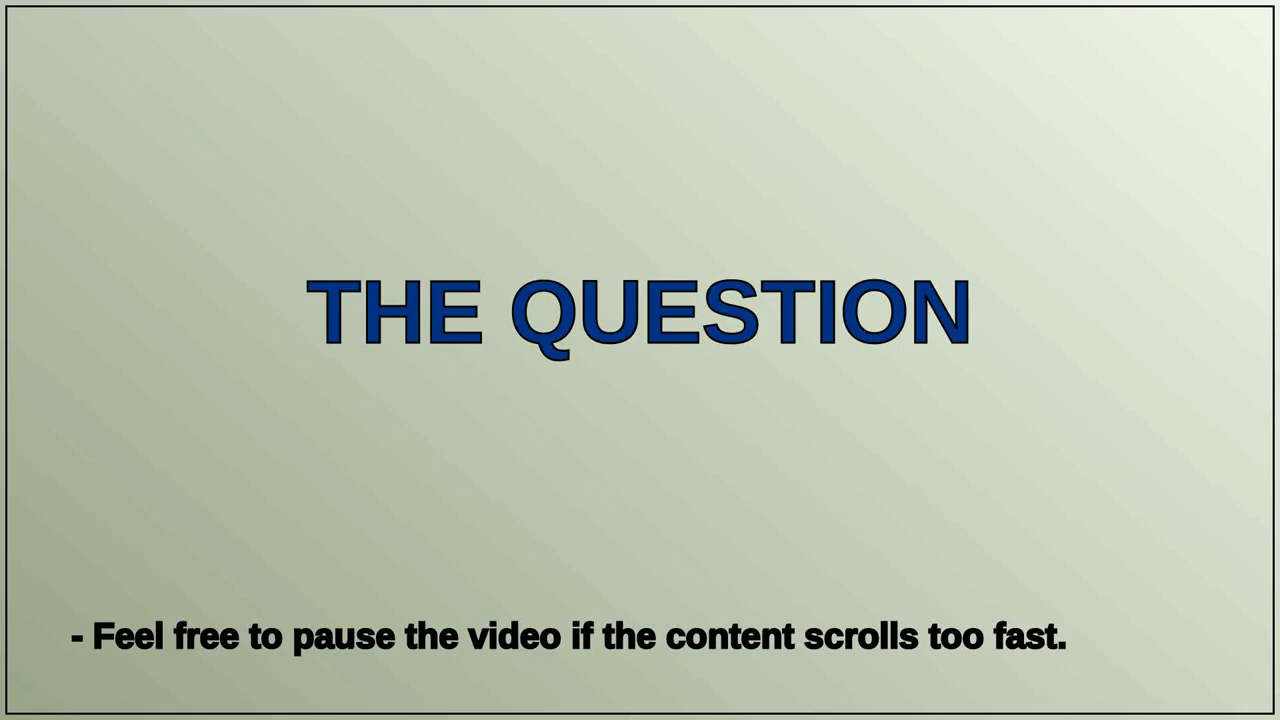 THE QUESTION
- Feel free to pause the video if the content scrolls too fast.